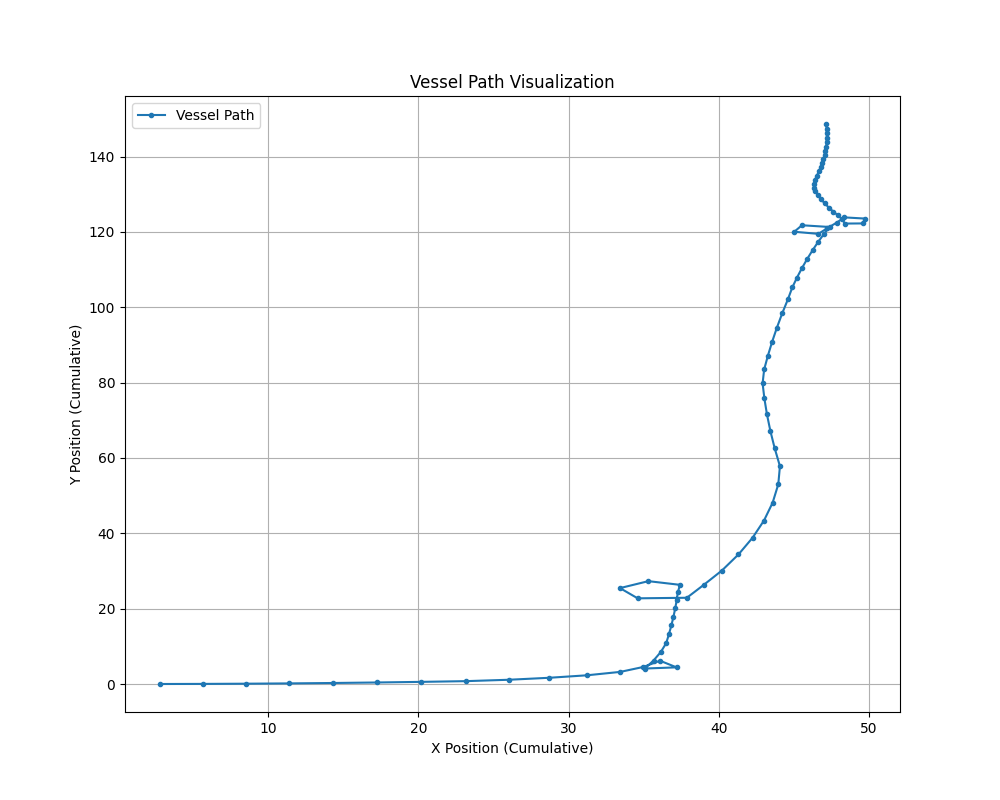 Vessel Path Visualization
Vessel Path
Y Position (Cumulative)
140
120
100
80
60
40
20
0
10 20 30 40 50
X Position (Cumulative)